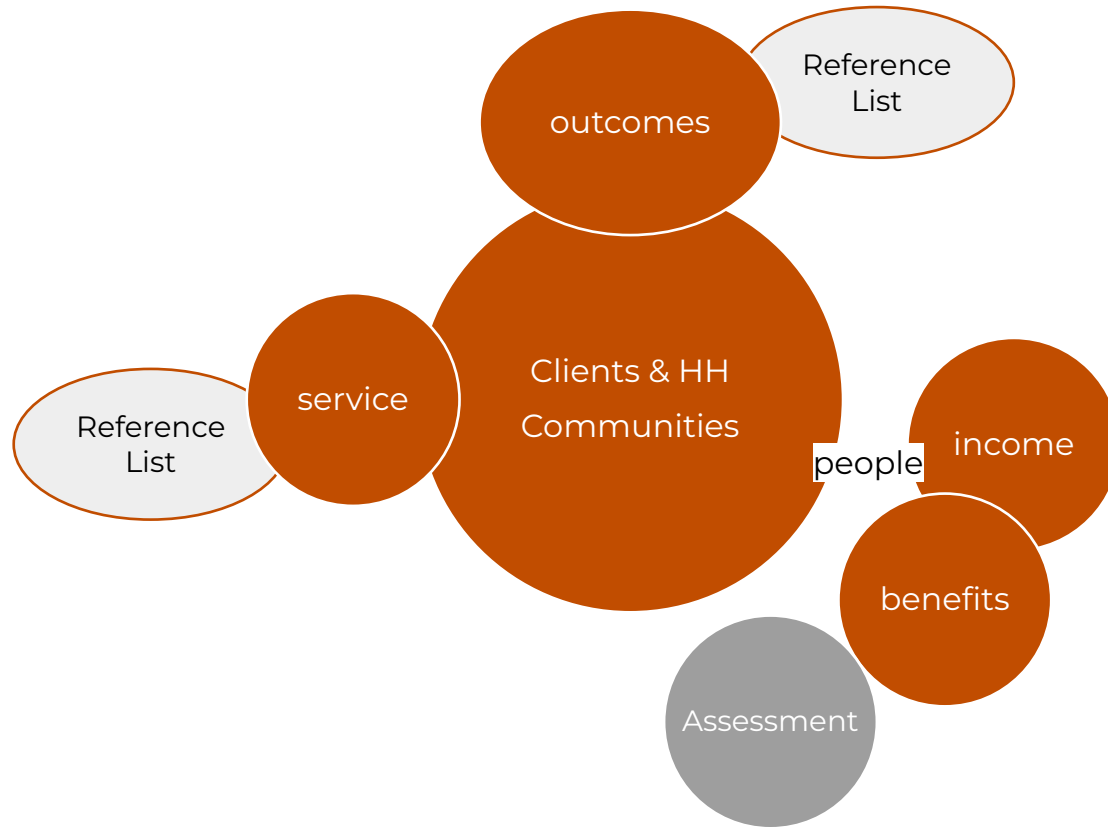 Reference
List
outcomes
Clients & HH
Communities
service
Reference
List
income
people
benefits
Assessment